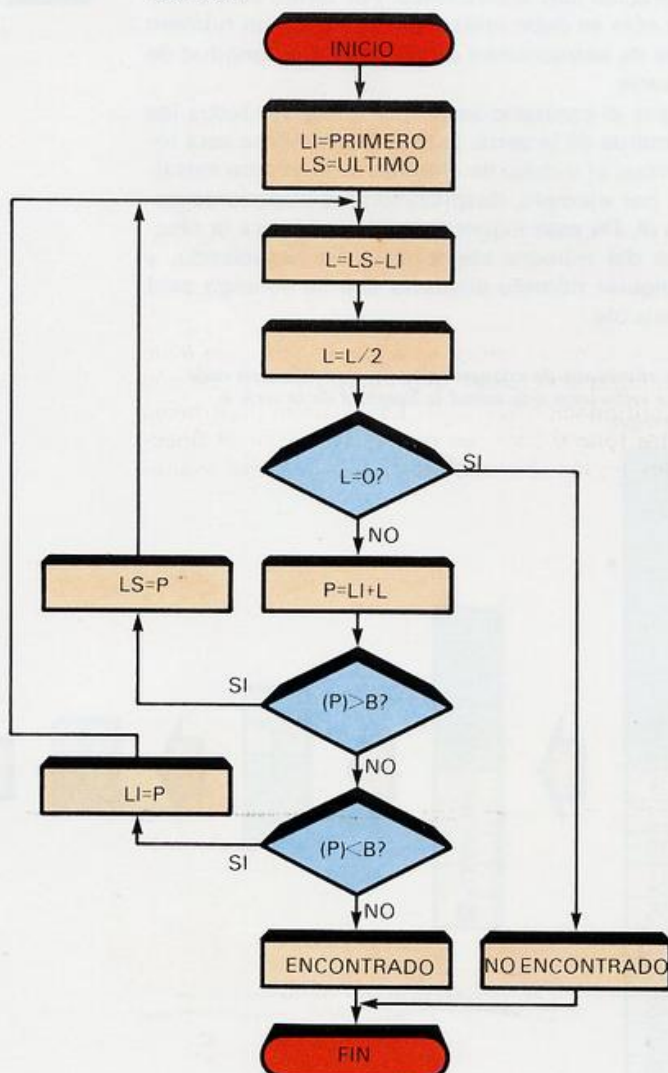 INICIO
LI=PRIMERO
LS=ULTIMO
L=LS-LI
L=L/2
L=0?
SI
NO
LS=P
P=LI+L
SI
(P)>B?
NO
LI=P
(P)<B?
SI
NO
ENCONTRADO
NO ENCONTRADO
FIN